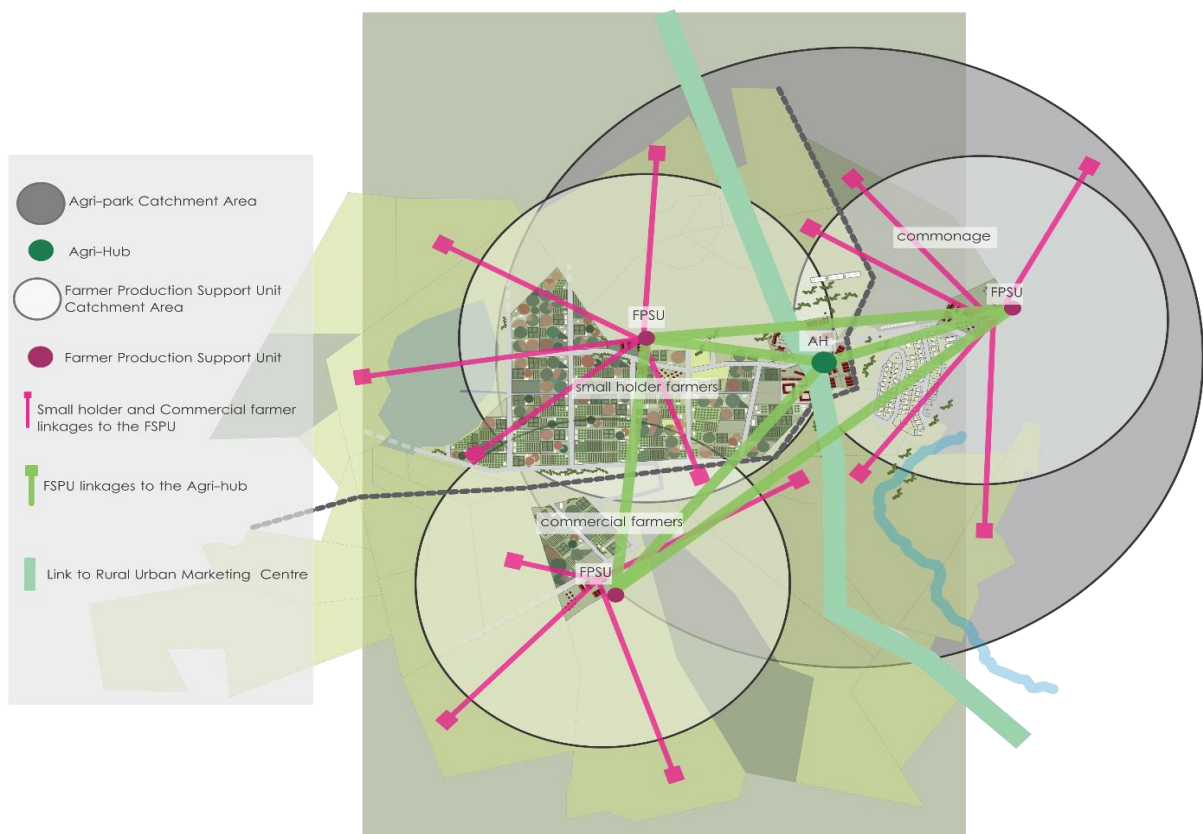 Agri-park Catchment Area
Agri-Hub
Farmer Production Support Unit
Catchment Area
Farmer Production Support Unit
Small holder and Commercial farmer
linkages to the FSPU
FSPU linkages to the Agri-hub
Link to Rural Urban Marketing Centre
commonage
FPSU
FPSU
AH
small holder farmers
commercial farmers
FPSU